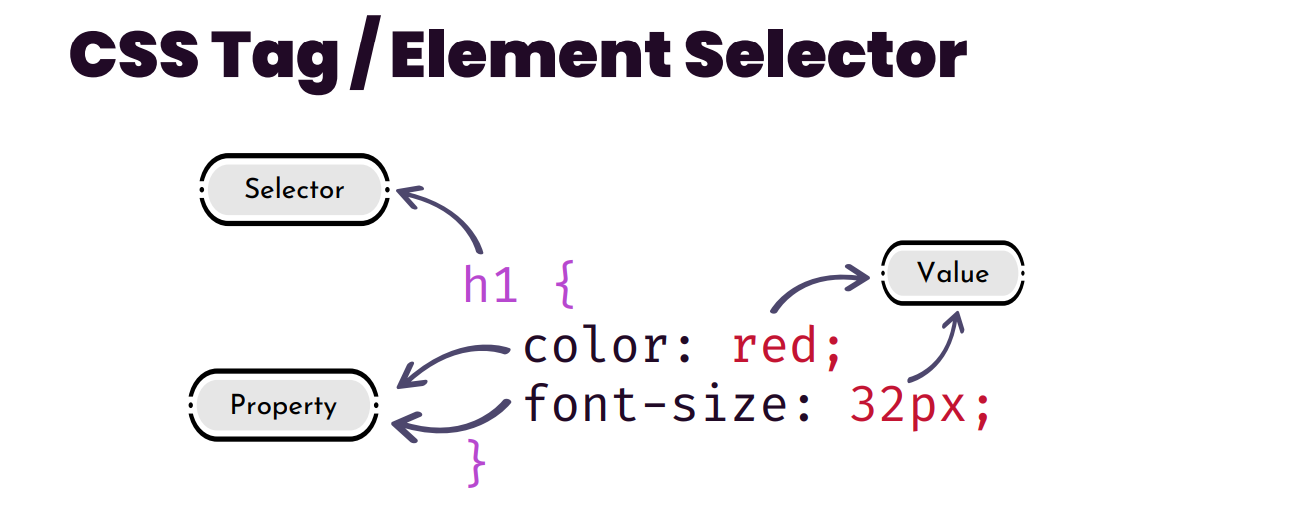 CSS Tag / Element Selector
Selector
h1 {
Value
color: red;
Property
font-size: 32px;
}